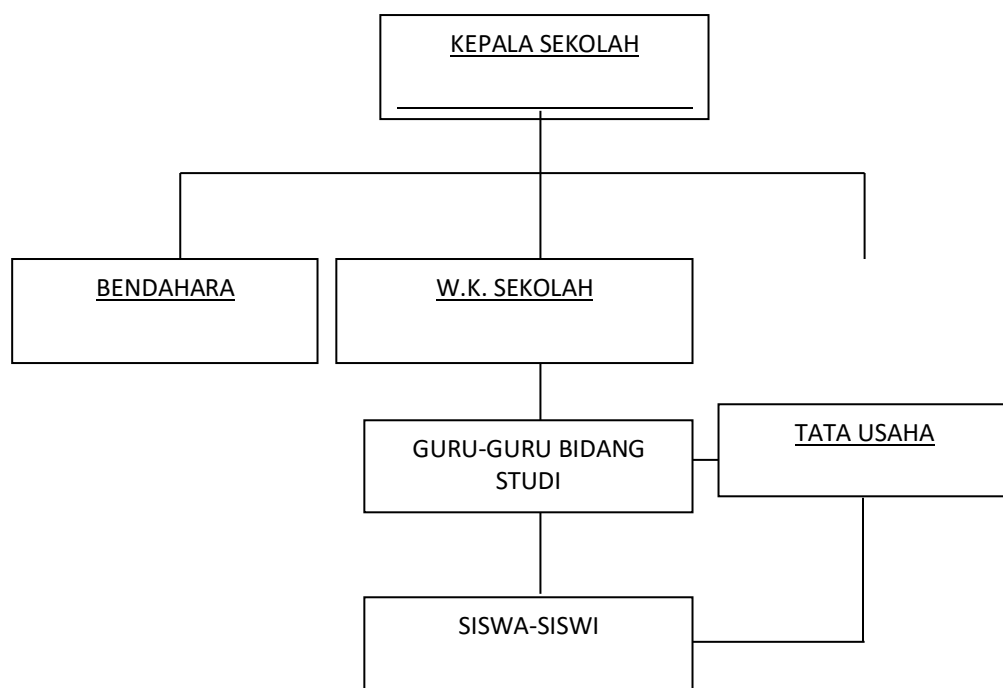 KEPALA SEKOLAH
BENDAHARA
W.K. SEKOLAH
GURU-GURU BIDANG
STUDI
TATA USAHA
SISWA-SISWI